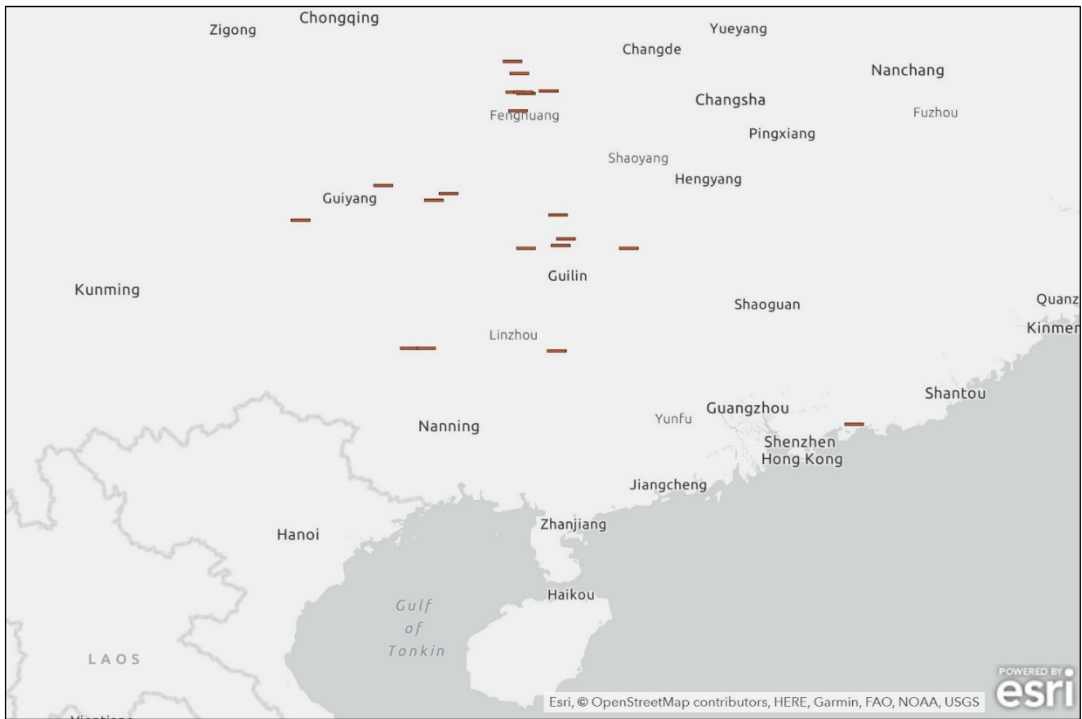 Chongqing
Zigong
Yueyang
Changde
Nanchang
Changsha
Fuzhou
Fenghuang
Pingxiang
Shaoyang
Hengyang
Guiyang
Guilin
Kunming
Quanz
Shaoguan
Kinmen
Linzhou
Shantou
Guangzhou
Yunfu
Nanning
Shenzhen
Hong Kong
Jiangcheng
Zhanjiang
Hanoi
Haikou
Gulf
of
Tonkin
LAOS
POWERED BY
esri
Esri, © OpenStreetMap contributors, HERE, Garmin, FAO, NOAA, USGS